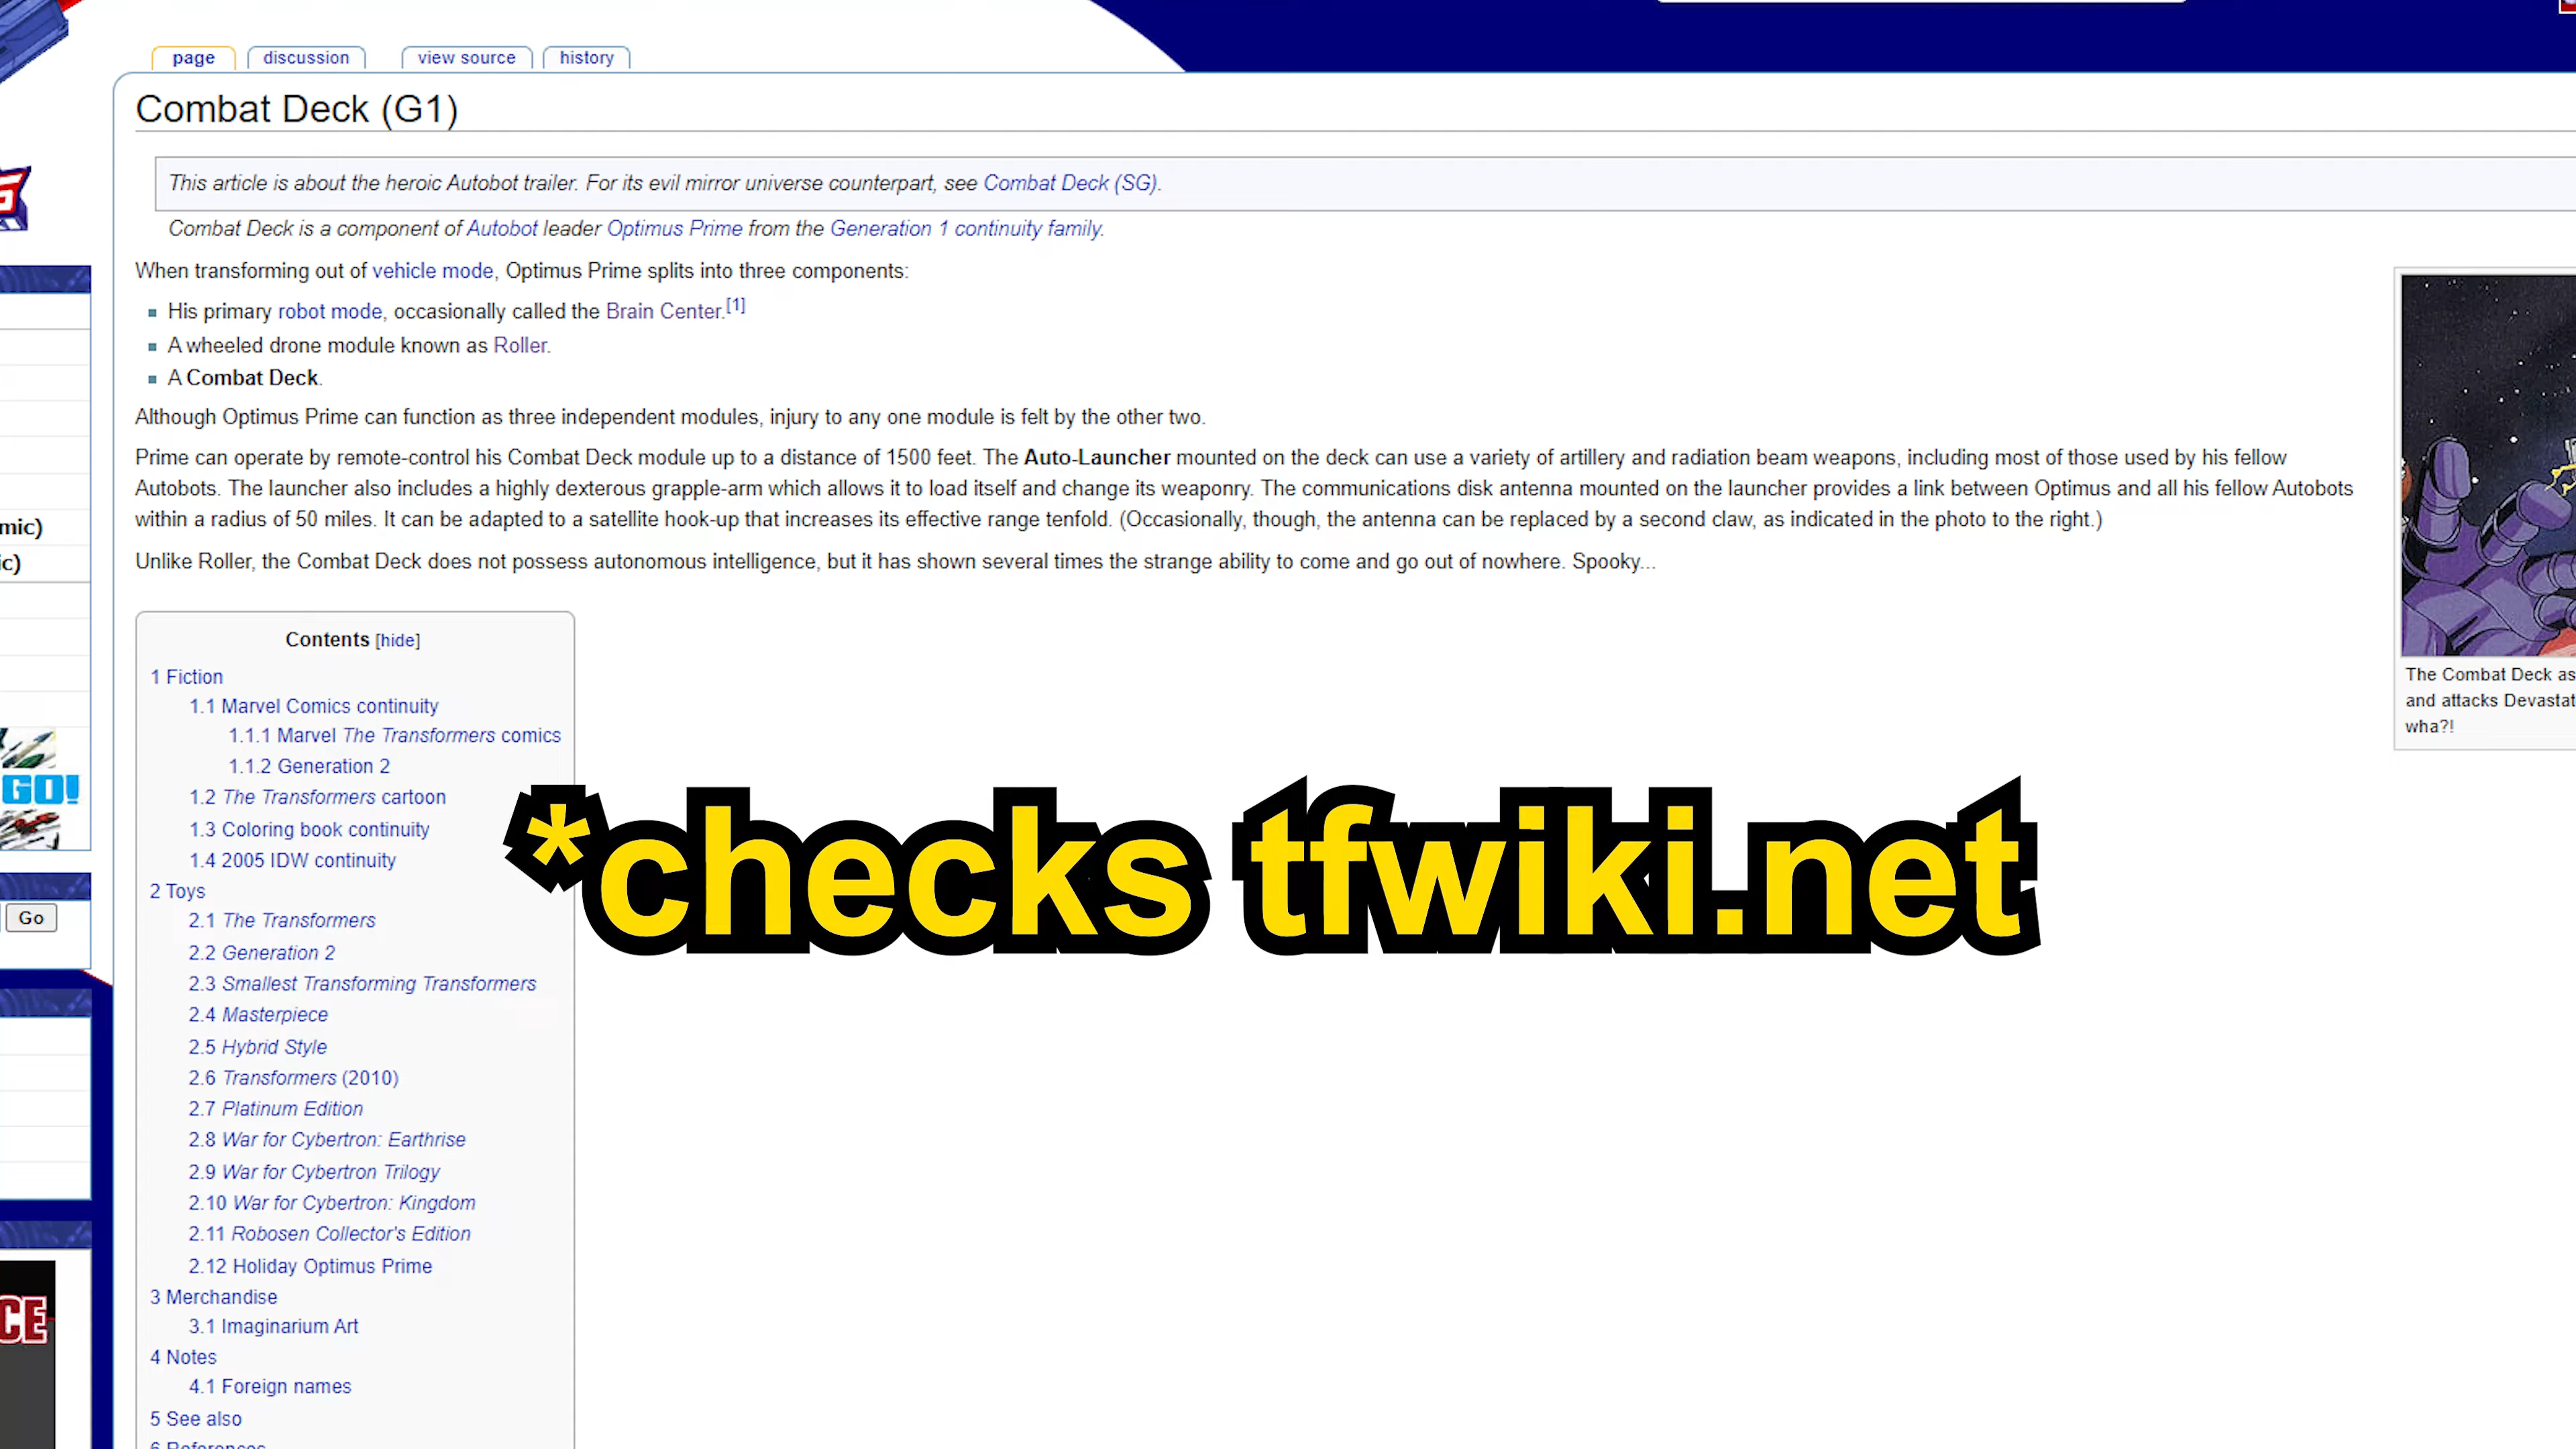 page
discussion
view source
history
Combat Deck (G1)
This article is about the heroic Autobot trailer. For its evil mirror universe counterpart, see Combat Deck (SG).
Combat Deck is a component of Autobot leader Optimus Prime from the Generation 1 continuity family.
When transforming out of vehicle mode, Optimus Prime splits into three components:
His primary robot mode, occasionally called the Brain Center.[1]
A wheeled drone module known as Roller.
A Combat Deck.
Although Optimus Prime can function as three independent modules, injury to any one module is felt by the other two.
Prime can operate by remote-control his Combat Deck module up to a distance of 1500 feet. The Auto-Launcher mounted on the deck can use a variety of artillery and radiation beam weapons, including most of those used by his fellow
Autobots. The launcher also includes a highly dexterous grapple-arm which allows it to load itself and change its weaponry. The communications disk antenna mounted on the launcher provides a link between Optimus and all his fellow Autobots
within a radius of 50 miles. It can be adapted to a satellite hook-up that increases its effective range tenfold. (Occasionally, though, the antenna can be replaced by a second claw, as indicated in the photo to the right.)
Unlike Roller, the Combat Deck does not possess autonomous intelligence, but it has shown several times the strange ability to come and go out of nowhere. Spooky...
mic)
ic)
GO!
Go
CE
Contents [hide]
1 Fiction
1.1 Marvel Comics continuity
1.1.1 Marvel The Transformers comics
1.1.2 Generation 2
1.2 The Transformers cartoon
1.3 Coloring book continuity
1.4 2005 IDW continuity
2 Toys
2.1 The Transformers
2.2 Generation 2
2.3 Smallest Transforming Transformers
2.4 Masterpiece
2.5 Hybrid Style
2.6 Transformers (2010)
2.7 Platinum Edition
2.8 War for Cybertron: Earthrise
2.9 War for Cybertron Trilogy
2.10 War for Cybertron: Kingdom
2.11 Robosen Collector's Edition
2.12 Holiday Optimus Prime
3 Merchandise
3.1 Imaginarium Art
4 Notes
4.1 Foreign names
5 See also
6 References
The Combat Deck as
and attacks Devastat
wha?!
*checks tfwiki.net